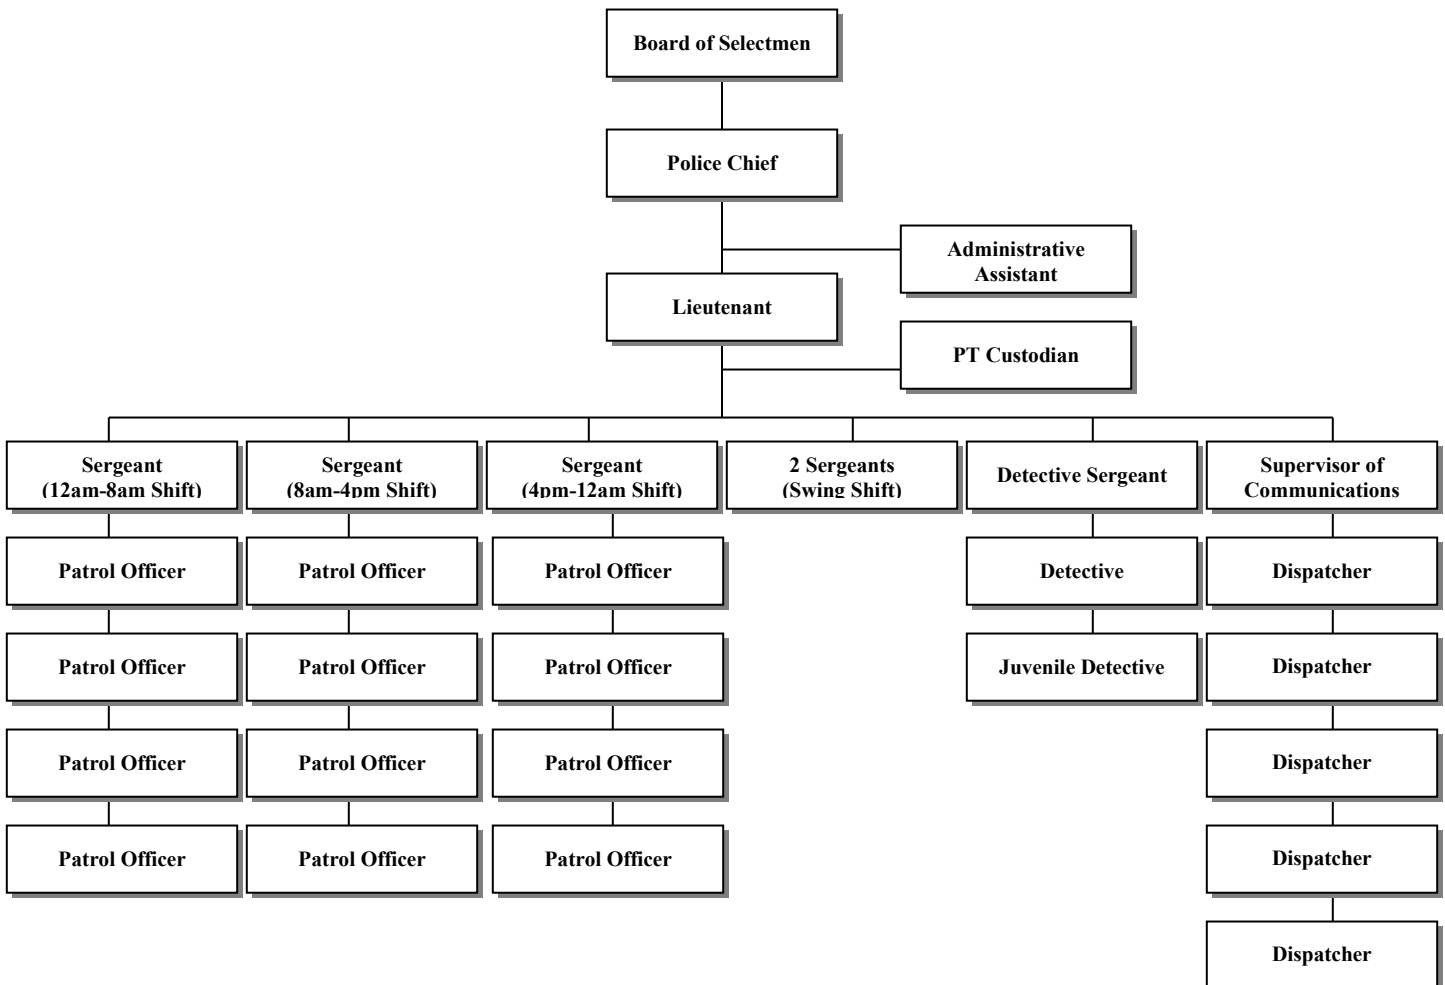 Board of Selectmen
Police Chief
Administrative
Assistant
Lieutenant
PT Custodian
Sergeant
(12am-8am Shift)
Sergeant
(8am-4pm Shift)
Sergeant
(4pm-12am Shift)
2 Sergeants
(Swing Shift)
Detective Sergeant
Supervisor of
Communications
Patrol Officer
Patrol Officer
Patrol Officer
Detective
Dispatcher
Patrol Officer
Patrol Officer
Patrol Officer
Juvenile Detective
Dispatcher
Patrol Officer
Patrol Officer
Patrol Officer
Dispatcher
Patrol Officer
Patrol Officer
Patrol Officer
Dispatcher
Dispatcher